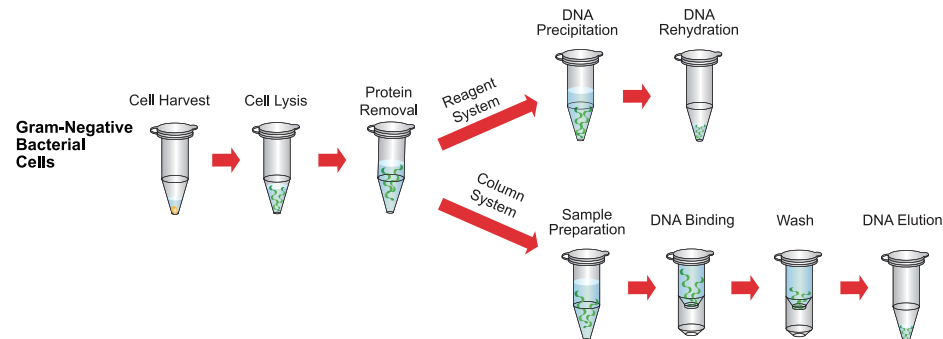 Gram-Negative
Bacterial
Cells
Cell Harvest
Cell Lysis
Protein
Removal
Reagent
System
DNA
Precipitation
DNA
Rehydration
Column
System
Sample
Preparation
DNA Binding
Wash
DNA Elution